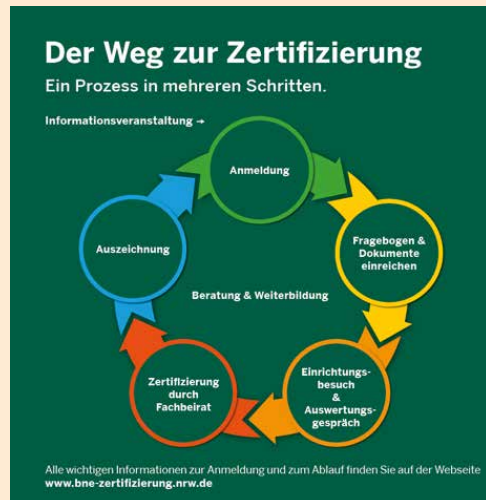 Der Weg zur Zertifizierung
Ein Prozess in mehreren Schritten.
Informationsveranstaltung →
Anmeldung
Fragebogen &
Dokumente
einreichen
Einrichtungs-
besuch
&
Auswertungs-
gespräch
Zertifizierung
durch
Fachbeirat
Auszeichnung
Beratung & Weiterbildung
Alle wichtigen Informationen zur Anmeldung und zum Ablauf finden Sie auf der Webseite
www.bne-zertifizierung.nrw.de